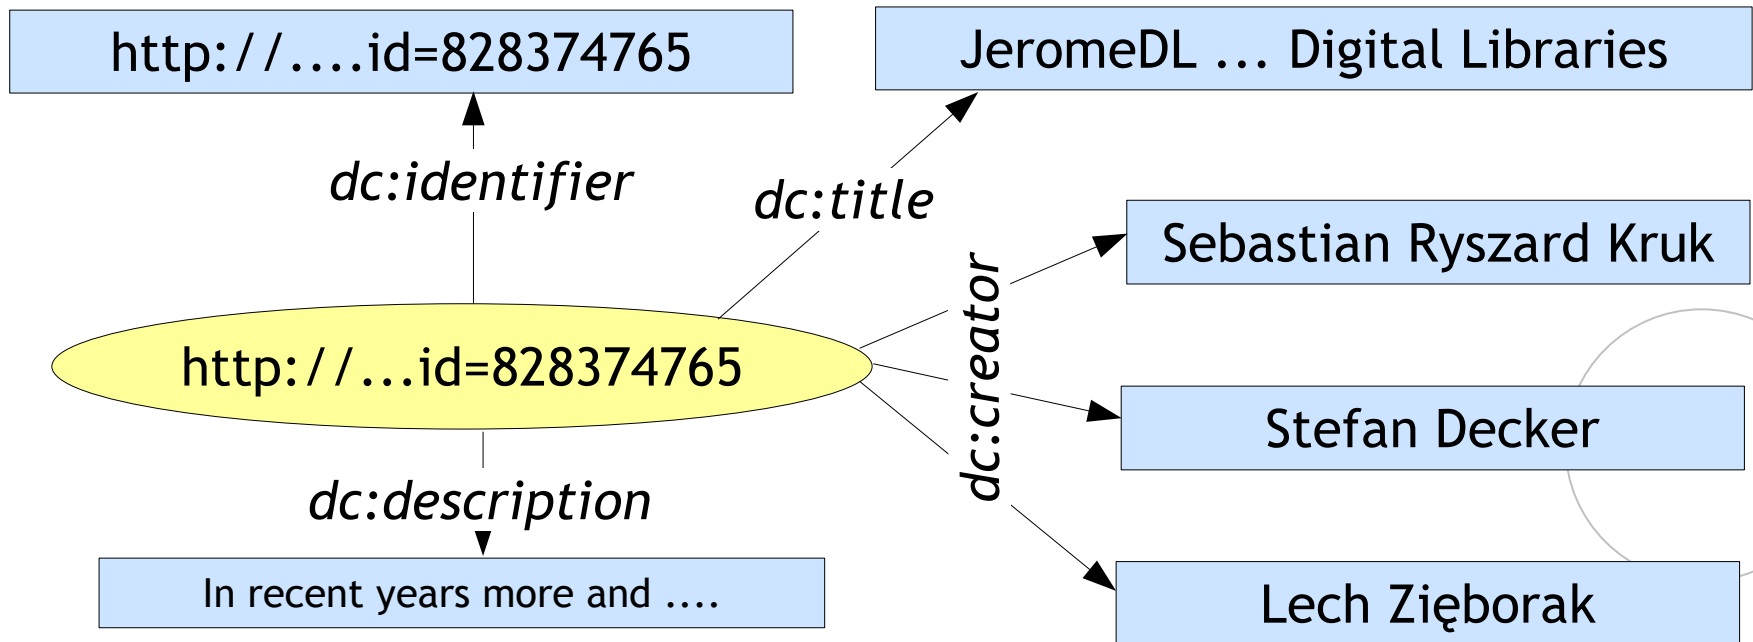 http://....id=828374765
JeromeDL ... Digital Libraries
dc:identifier
dc:title
Sebastian Ryszard Kruk
dc:creator
http://...id=828374765
Stefan Decker
dc:description
In recent years more and ....
Lech Zięborak